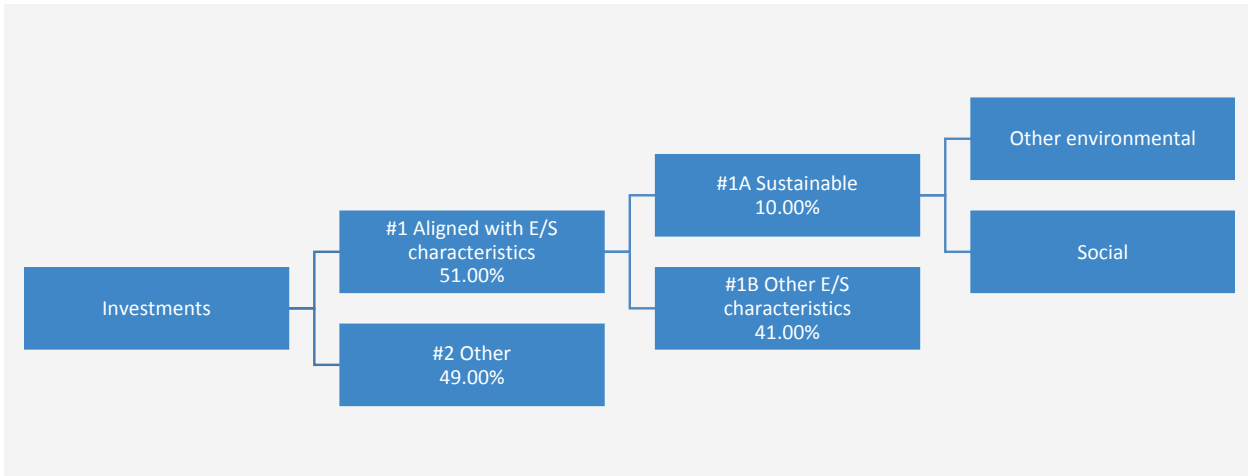 Investments
#1 Aligned with E/S
characteristics
51.00%
#2 Other
49.00%
#1A Sustainable
10.00%
#1B Other E/S
characteristics
41.00%
Other environmental
Social